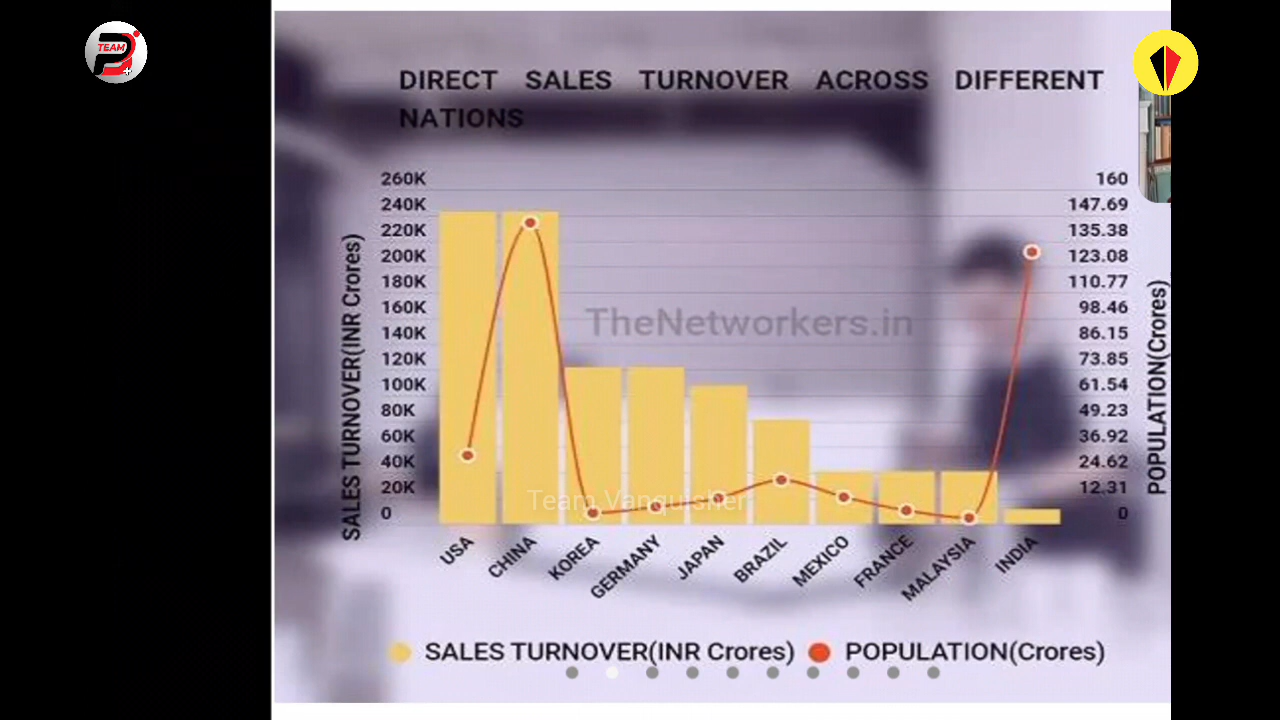 TEAM
DIRECT SALES TURNOVER ACROSS DIFFERENT
NATIONS
260K
240K
220K
200K
180K
160K
140K
120K
100K
80K
60K
40K
20K
0
SALES TURNOVER(INR Crores)
160
147.69
135.38
123.08
110.77
98.46
86.15
73.85
61.54
49.23
36.92
24.62
12.31
0
POPULATION(Crores)
TheNetworkers.in
Team Vanquisher
USA
CHINA
KOREA
GERMANY
JAPAN
BRAZIL
MEXICO
FRANCE
MALAYSIA
INDIA
SALES TURNOVER(INR Crores)
POPULATION(Crores)